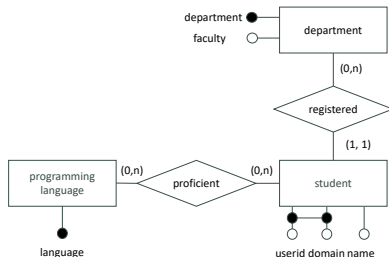 department
department
faculty
(0,n)
registered
(1, 1)
programming
language
(0,n)
proficient
(0,n)
student
language
userid domain name